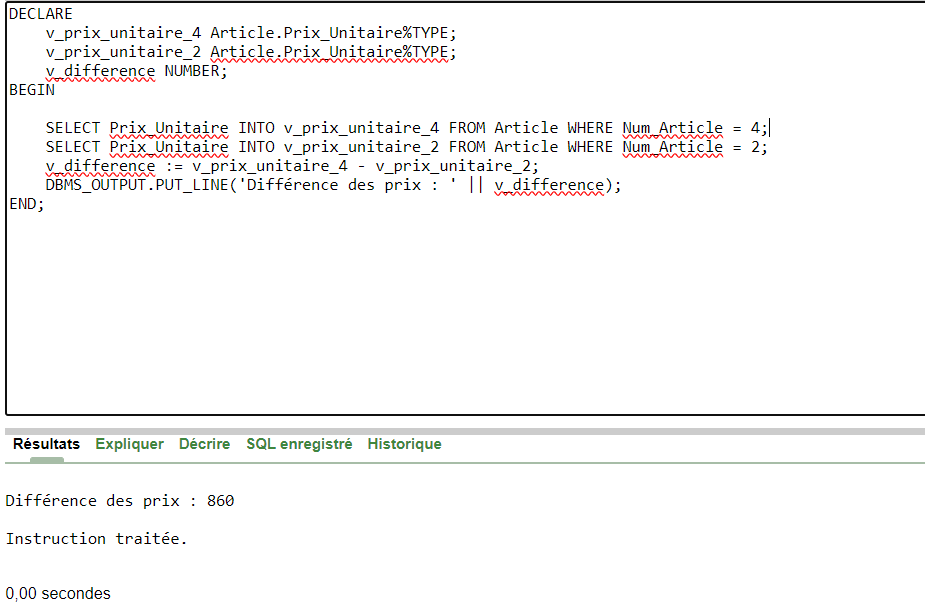 DECLARE
    v_prix_unitaire_4 Article.Prix_Unitaire%TYPE;
    v_prix_unitaire_2 Article.Prix_Unitaire%TYPE;
    v_difference NUMBER;
BEGIN
    SELECT Prix_Unitaire INTO v_prix_unitaire_4 FROM Article WHERE Num_Article = 4;
    SELECT Prix_Unitaire INTO v_prix_unitaire_2 FROM Article WHERE Num_Article = 2;
    v_difference := v_prix_unitaire_4 - v_prix_unitaire_2;
    DBMS_OUTPUT.PUT_LINE('Différence des prix : ' || v_difference);
END;
Résultats Expliquer Décrire SQL enregistré Historique
Différence des prix : 860
Instruction traitée.
0,00 secondes